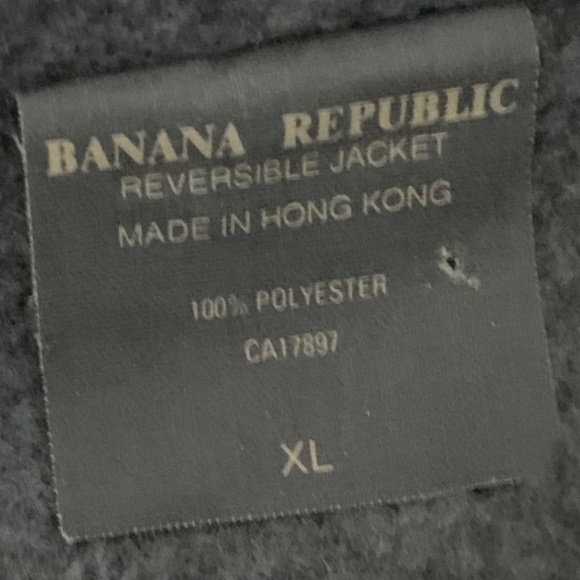 BANANA REPUBLIC
REVERSIBLE JACKET
MADE IN HONG KONG
100% POLYESTER
CA17897
XL